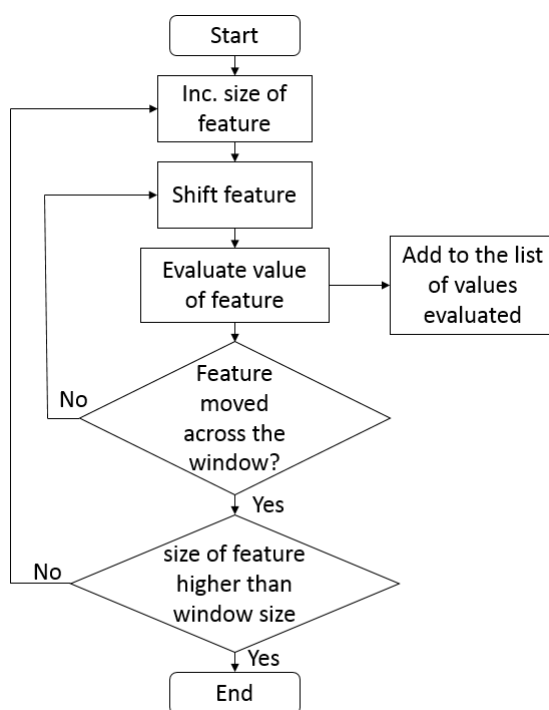 Start
Inc. size of
feature
Shift feature
Evaluate value
of feature
Add to the list
of values
evaluated
Feature
moved
across the
window?
No
Yes
size of feature
higher than
window size
No
Yes
End